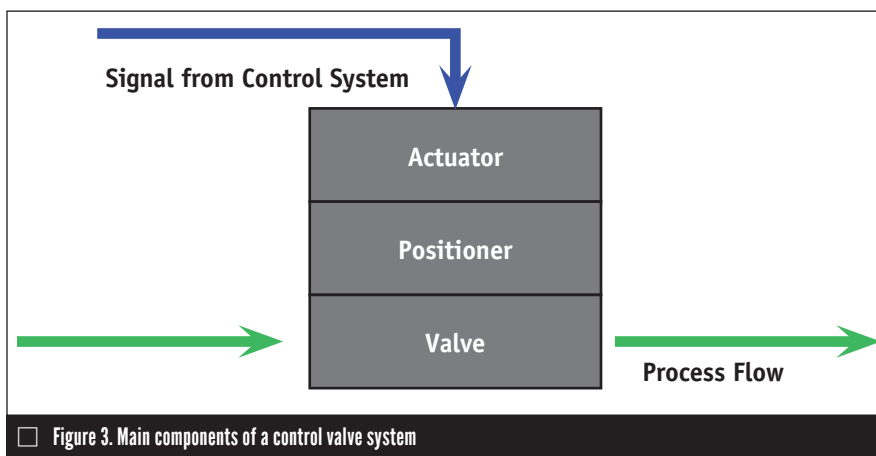 Signal from Control System
Actuator
Positioner
Valve
Process Flow
Figure 3. Main components of a control valve system